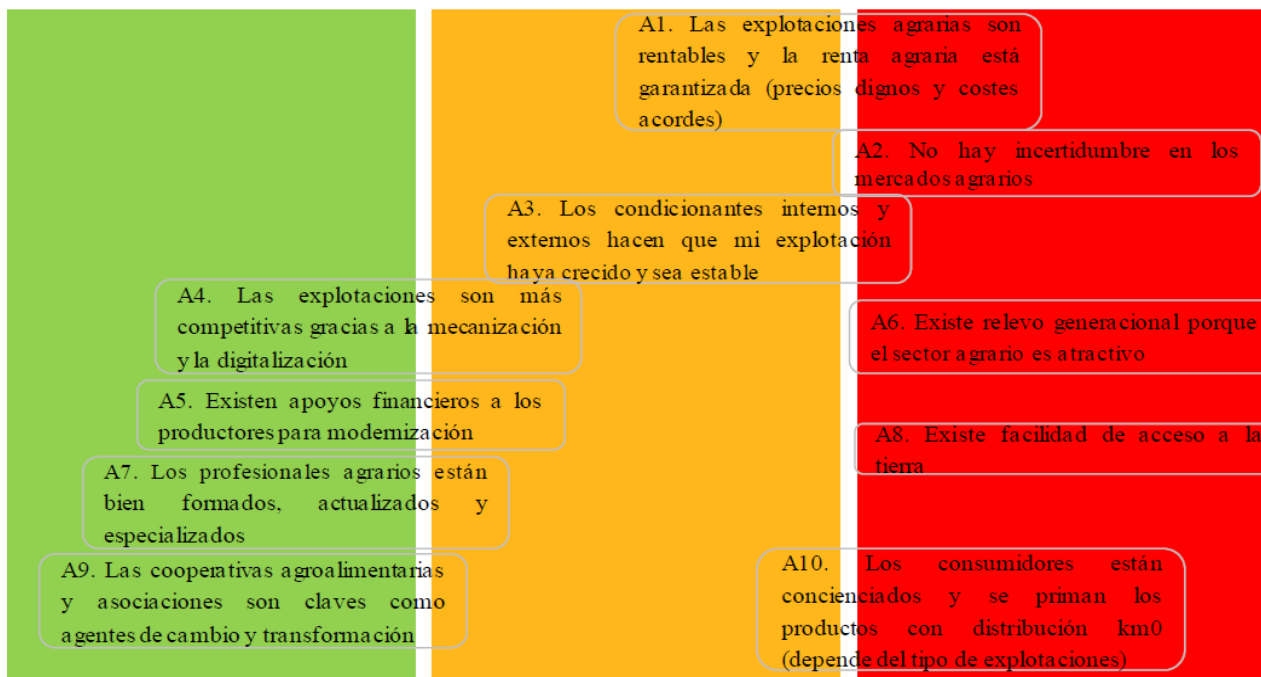 A1. Las explotaciones agrarias son
rentables y la renta agraria está
garantizada (precios dignos y costes
acordes)
A2. No hay incertidumbre en los
mercados agrarios
A3. Los condicionantes internos y
externos hacen que mi explotación
haya crecido y sea estable
A4. Las explotaciones son más
competitivas gracias a la mecanización
y la digitalización
A6. Existe relevo generacional porque
el sector agrario es atractivo
A5. Existen apoyos financieros a los
productores para modernización
A8. Existe facilidad de acceso a la
tierra
A7. Los profesionales agrarios están
bien formados, actualizados y
especializados
A9. Las cooperativas agroalimentarias
y asociaciones son claves como
agentes de cambio y transformación
A10. Los consumidores están
concienciados y se priman los
productos con distribución km0
(depende del tipo de explotaciones)